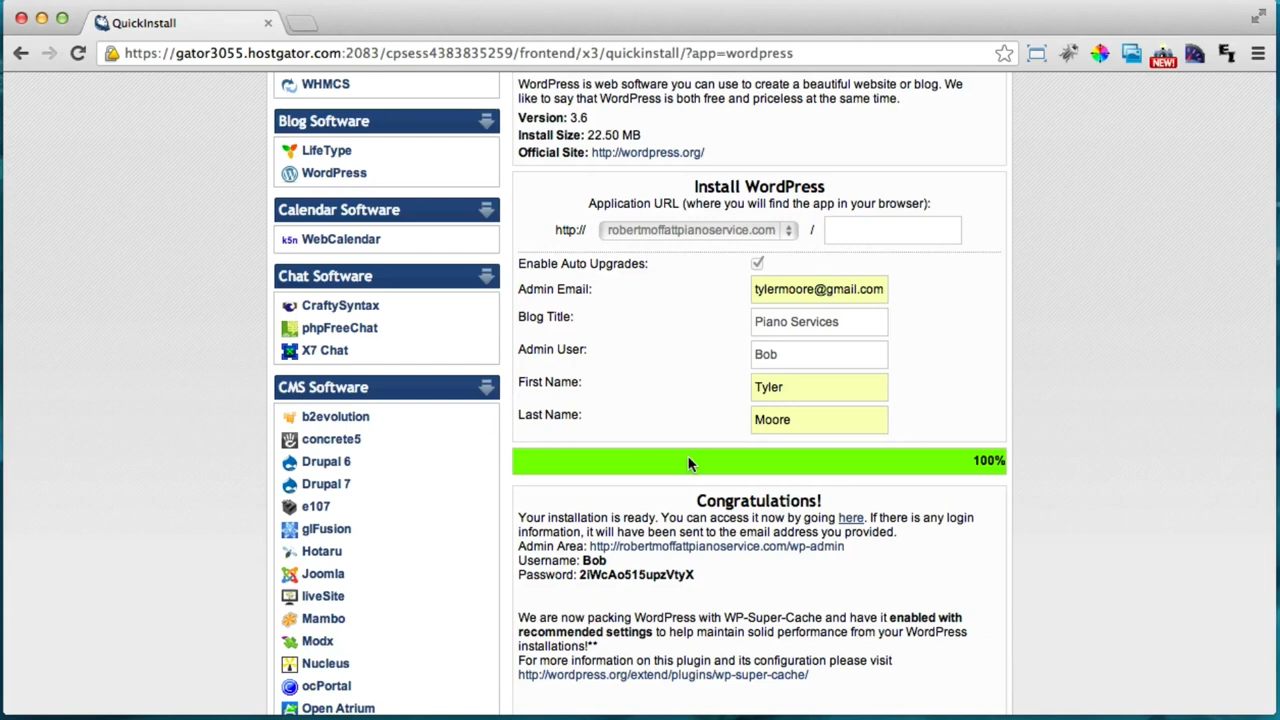 QuickInstall
https://gator3055.hostgator.com:2083/cpsess4383835259/frontend/x3/quickinstall/?app=wordpress
NEW!
WHMCS
Blog Software
LifeType
WordPress
Calendar Software
k5n WebCalendar
Chat Software
CraftySyntax
phpFreeChat
X7 Chat
CMS Software
b2evolution
concrete5
Drupal 6
Drupal 7
e107
glFusion
Hotaru
Joomla
liveSite
Mambo
Modx
Nucleus
ocPortal
Open Atrium
WordPress is web software you can use to create a beautiful website or blog. We
like to say that WordPress is both free and priceless at the same time.
Version: 3.6
Install Size: 22.50 MB
Official Site: http://wordpress.org/
Install WordPress
Application URL (where you will find the app in your browser):
http:// robertmoffattpianoservice.com /
Enable Auto Upgrades:
Admin Email: tylermoore@gmail.com
Blog Title: Piano Services
Admin User: Bob
First Name: Tyler
Last Name: Moore
100%
Congratulations!
Your installation is ready. You can access it now by going here. If there is any login
information, it will have been sent to the email address you provided.
Admin Area: http://robertmoffattpianoservice.com/wp-admin
Username: Bob
Password: 2iWcAo515upzVtyX
We are now packing WordPress with WP-Super-Cache and have it enabled with
recommended settings to help maintain solid performance from your WordPress
installations!**
For more information on this plugin and its configuration please visit
http://wordpress.org/extend/plugins/wp-super-cache/